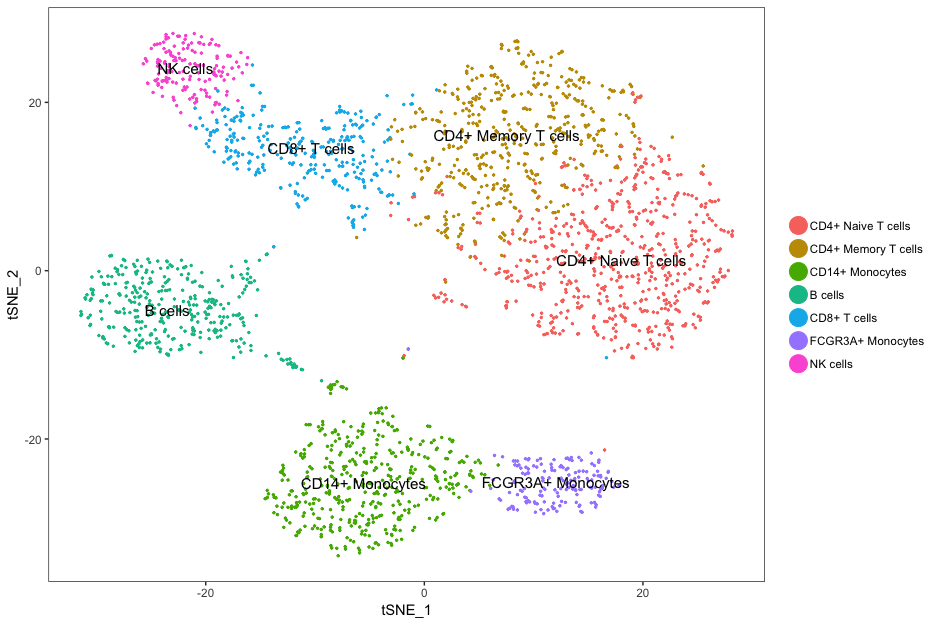 NK cells
CD8+ T cells
CD4+ Memory T cells
CD4+ Naive T cells
B cells
CD14+ Monocytes
FCGR3A+ Monocytes
20
0
-20
tSNE_2
-20
0
20
tSNE_1
CD4+ Naive T cells
CD4+ Memory T cells
CD14+ Monocytes
B cells
CD8+ T cells
FCGR3A+ Monocytes
NK cells